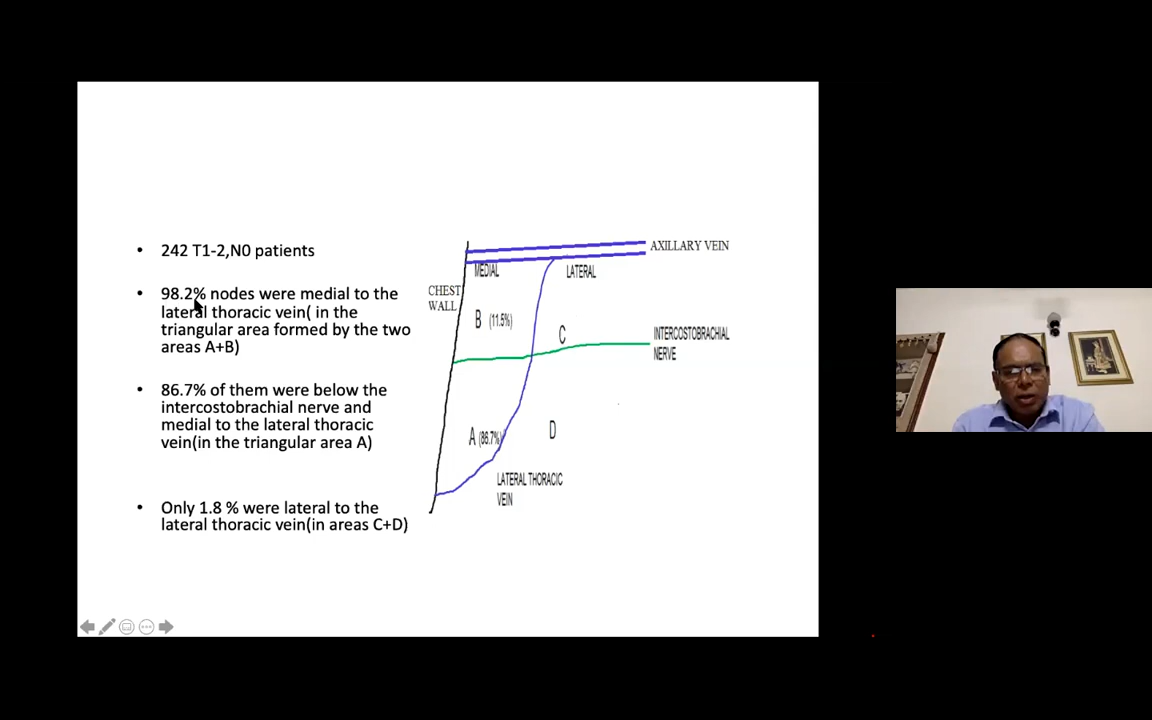 • 242 T1-2,N0 patients
• 98.2% nodes were medial to the
lateral thoracic vein( in the
triangular area formed by the two
areas A+B)
• 86.7% of them were below the
intercostobrachial nerve and
medial to the lateral thoracic
vein(in the triangular area A)
• Only 1.8 % were lateral to the
lateral thoracic vein(in areas C+D)
AXILLARY VEIN
MEDIAL
LATERAL
CHEST
WALL
B (11.5%)
C
INTERCOSTOBRACHIAL
NERVE
A (86.7%)
D
LATERAL THORACIC
VEIN